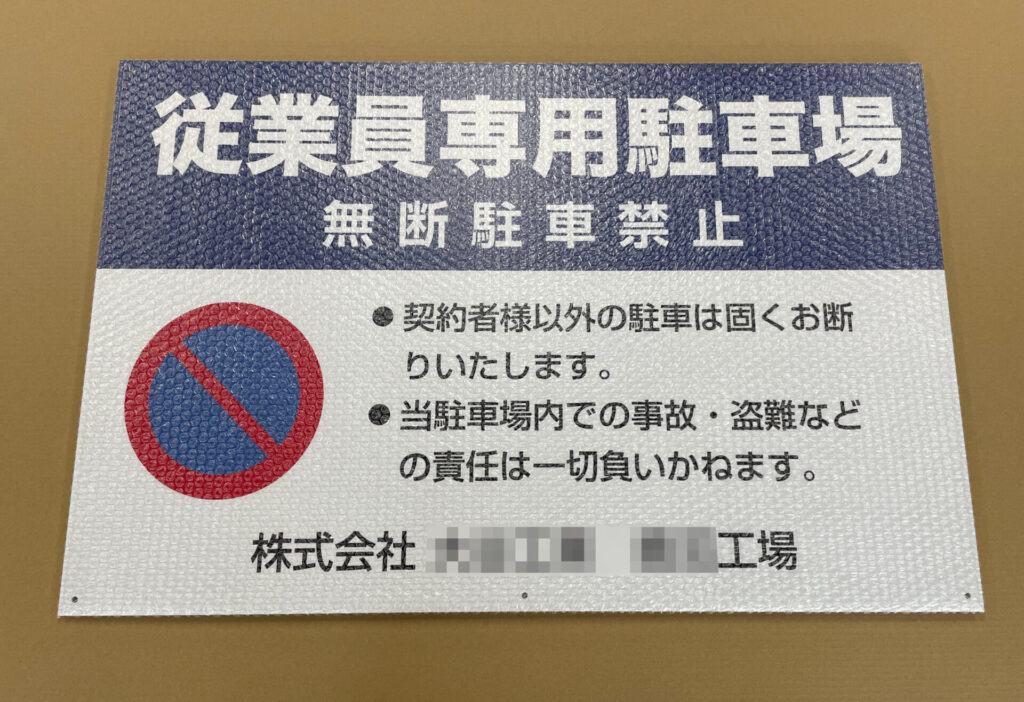 従業員専用駐車場
無断駐車禁止
●契約者様以外の駐車は固くお断
りいたします。
●当駐車場内での事故・盗難など
の責任は一切負いかねます。
株式会社 工場